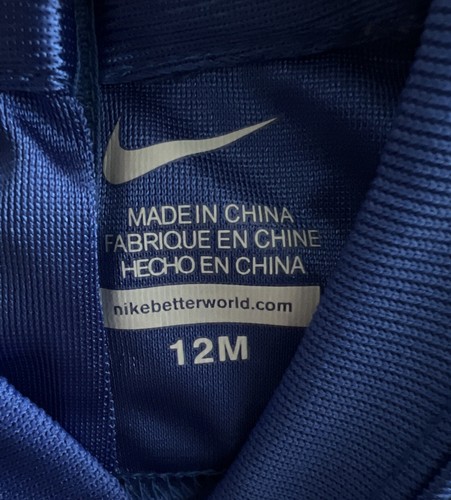 MADE IN CHINA
FABRIQUE EN CHINE
HECHO EN CHINA
nikebetterworld.com
12M